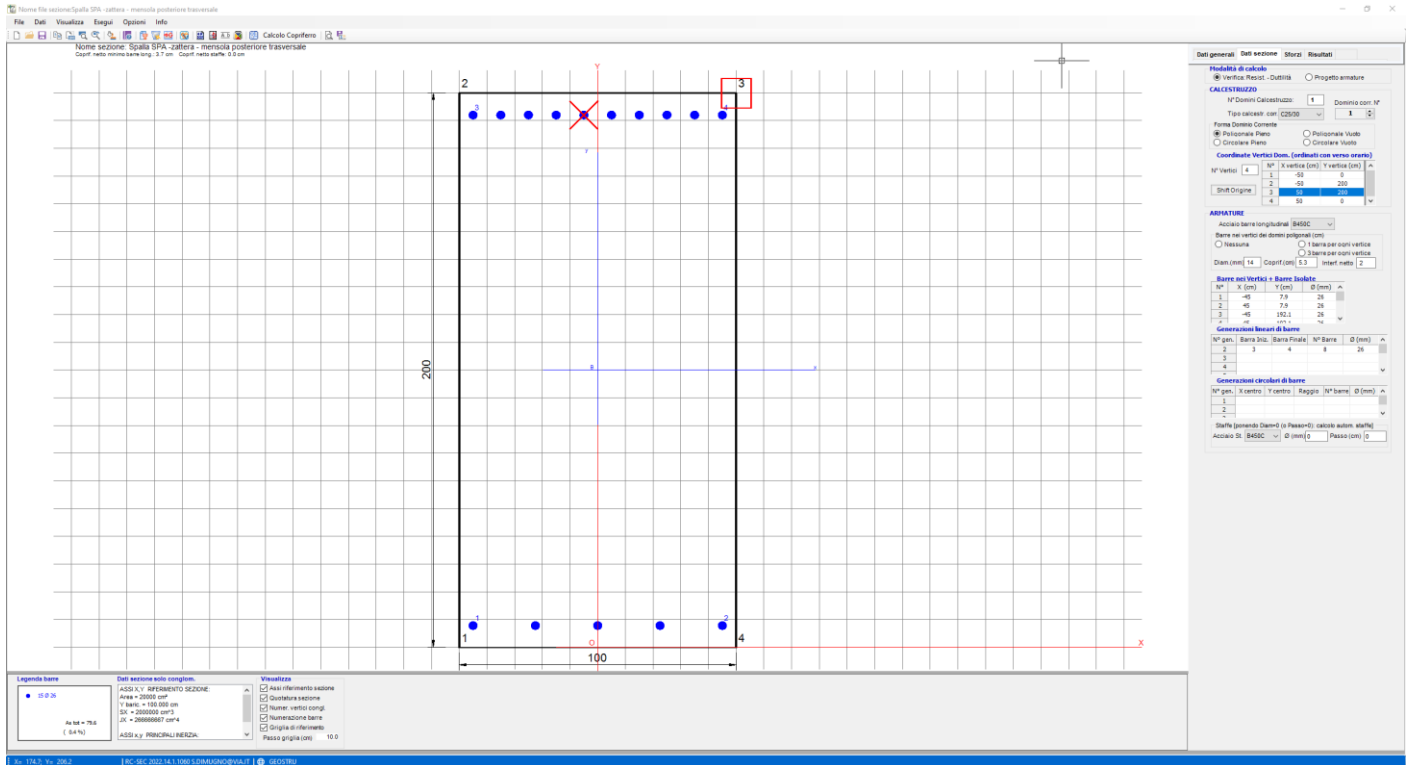 Nome file sezione:Spalla SPA -zattera - mensola posteriore trasversale
File Dati Visualizza Esegui Opzioni Info
Calcolo Copriferro
Nome sezione: Spalla SPA -zattera - mensola posteriore trasversale
Coprif. netto minimo barre long.: 3.7 cm Coprif. netto staffe: 0.0 cm
Y
2
3
3
4
Y
200
x
1
2
1
4
O
X
100
Dati generali Dati sezione Sforzi Risultati
Modalità di calcolo
Verifica: Resist. - Duttilità Progetto armature
CALCESTRUZZO
N° Domini Calcestruzzo: 1 Dominio corr. N°
Tipo calcestr. corr. C25/30 1
Forma Dominio Corrente
Poligonale Pieno Poligonale Vuoto
Circolare Pieno Circolare Vuoto
Coordinate Vertici Dom. (ordinati con verso orario)
N° Vertici 4 N° X vertice (cm) Y vertice (cm)
1 -50 0
2 -50 200
Shift Origine 3 50 200
4 50 0
ARMATURE
Acciaio barre longitudinali B450C
Barre nei vertici dei domini poligonali (cm)
Nessuna 1 barra per ogni vertice
3 barre per ogni vertice
Diam.(mm) 14 Coprif.(cm) 5.3 Interf. netto 2
Barre nei Vertici + Barre Isolate
N° X (cm) Y (cm) Ø (mm)
1 -45 7.9 26
2 45 7.9 26
3 -45 192.1 26
Generazioni lineari di barre
N° gen. Barra Iniz. Barra Finale N° Barre Ø (mm)
2 3 4 8 26
3
4
Generazioni circolari di barre
N° gen. X centro Y centro Raggio N° barre Ø (mm)
1
2
Staffe [ponendo Diam=0 (o Passo=0): calcolo autom. staffe]
Acciaio St. B450C Ø (mm) 0 Passo (cm) 0
Legenda barre
15 Ø 26
As tot = 79.6
( 0.4 %)
Dati sezione solo conglom.
ASSI X,Y RIFERIMENTO SEZIONE:
Area = 20000 cm²
Y baric. = 100.000 cm
SX = 2000000 cm^3
JX = 266666667 cm^4
ASSI x,y PRINCIPALI INERZIA:
Visualizza
Assi riferimento sezione
Quotatura sezione
Numer. vertici congl.
Numerazione barre
Griglia di riferimento
Passo griglia (cm) 10.0
X= 174.7; Y= 206.2 RC-SEC 2022.14.1.1060 S.DIMUGNO@VIA.IT GEOSTRU